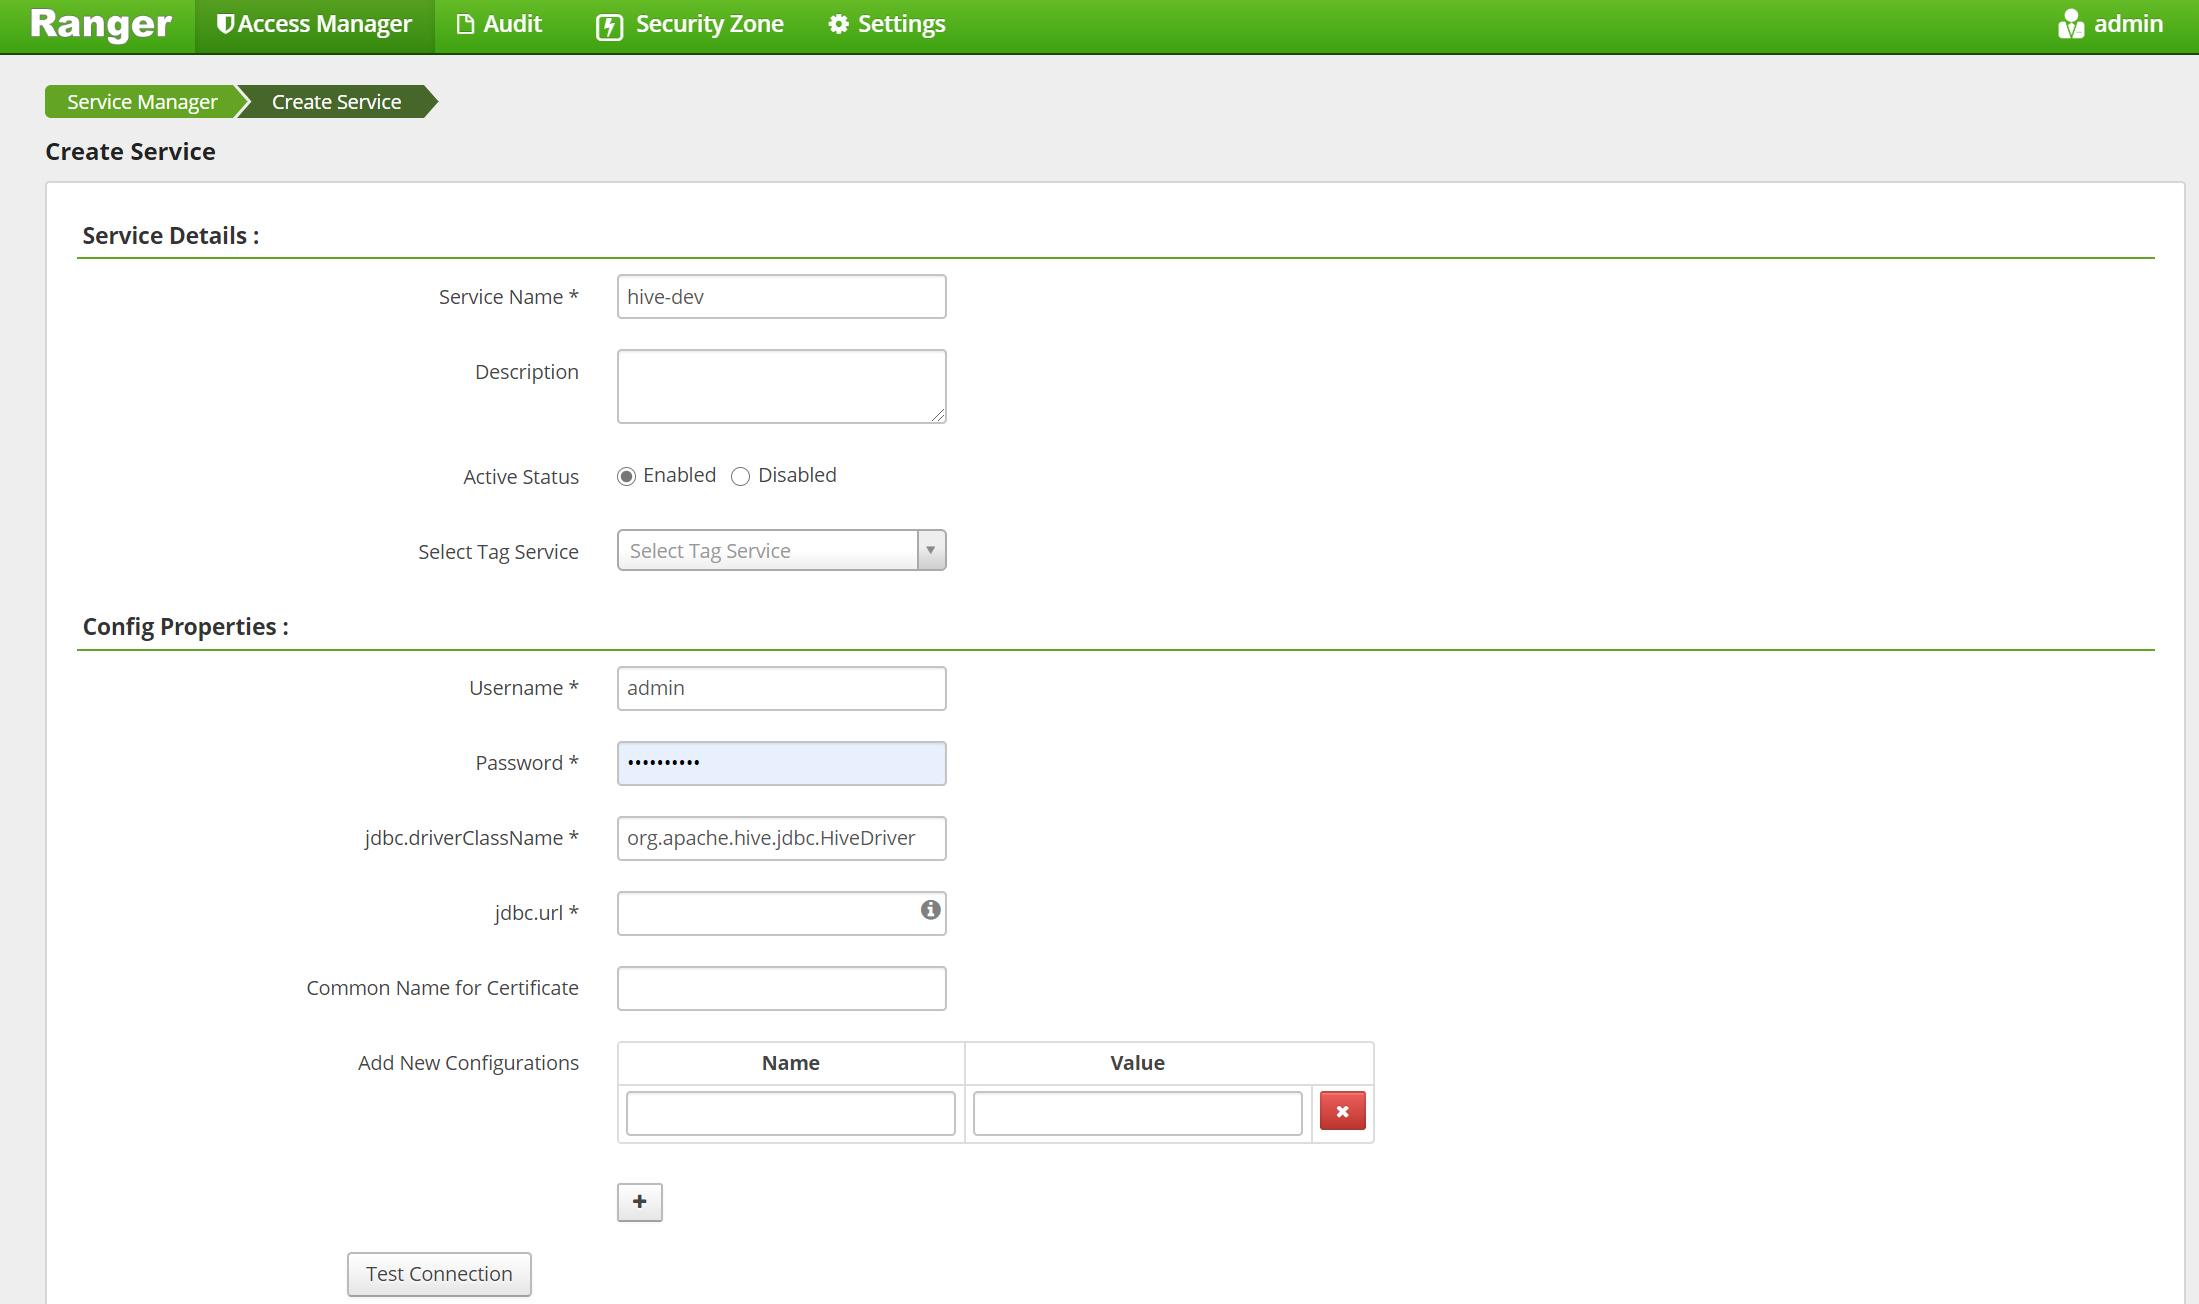 Ranger Access Manager Audit Security Zone Settings admin
Service Manager Create Service
Create Service
Service Details :
Service Name * hive-dev
Description
Active Status Enabled Disabled
Select Tag Service Select Tag Service
Config Properties :
Username * admin
Password * ••••••••••
jdbc.driverClassName * org.apache.hive.jdbc.HiveDriver
jdbc.url *
Common Name for Certificate
Add New Configurations Name Value
Test Connection